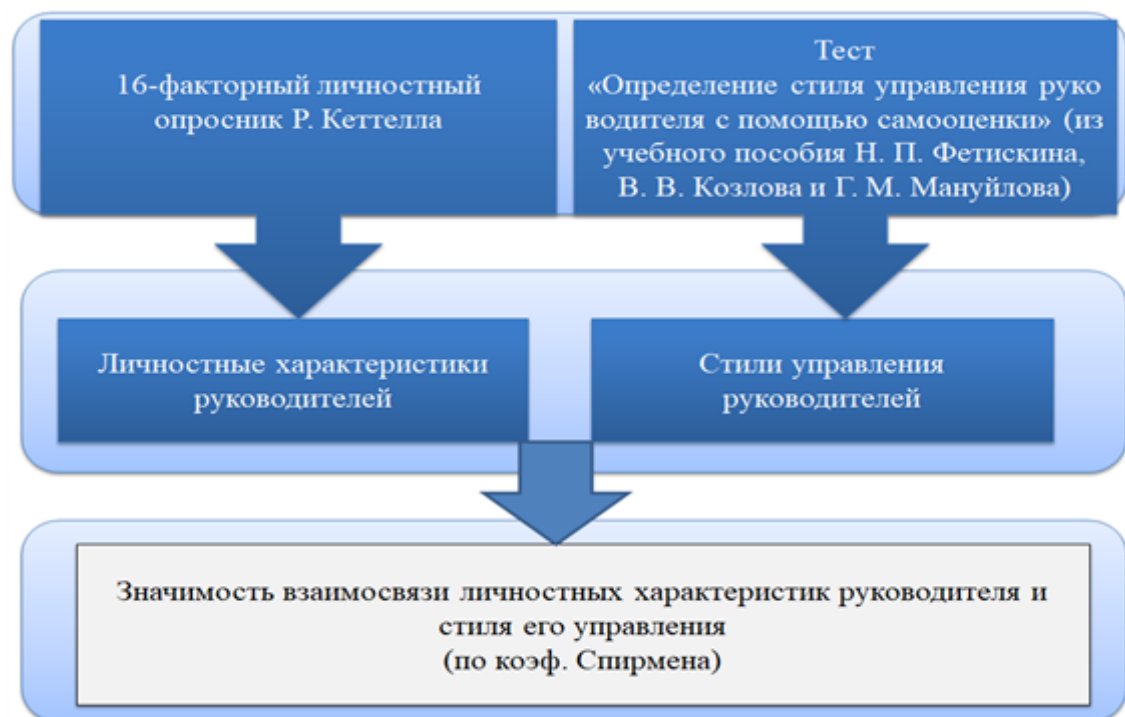 16-факторный личностный
опросник Р. Кеттелла
Тест
«Определение стиля управления руко
водителя с помощью самооценки» (из
учебного пособия Н. П. Фетискина,
В. В. Козлова и Г. М. Мануйлова)
Личностные характеристики
руководителей
Стили управления
руководителей
Значимость взаимосвязи личностных характеристик руководителя и
стиля его управления
(по коэф. Спирмена)